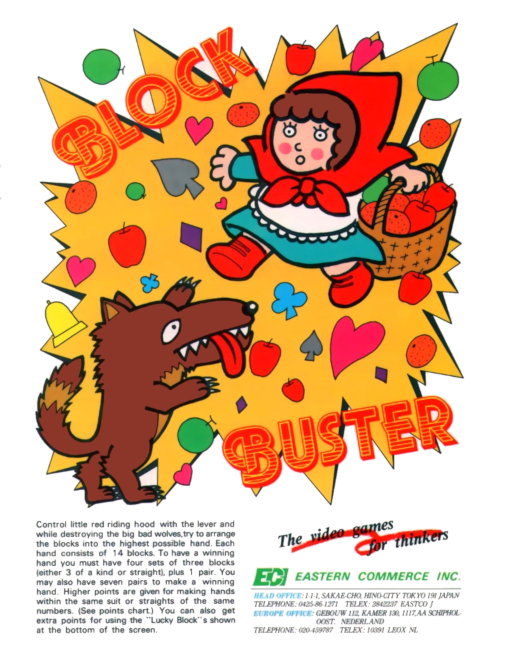 BLOCK
BUSTER
Control little red riding hood with the lever and
while destroying the big bad wolves,try to arrange
the blocks into the highest possible hand. Each
hand consists of 14 blocks. To have a winning
hand you must have four sets of three blocks
(either 3 of a kind or straight), plus 1 pair. You
may also have seven pairs to make a winning
hand. Higher points are given for making hands
within the same suit or straights of the same
numbers. (See points chart.) You can also get
extra points for using the "Lucky Block"s shown
at the bottom of the screen.
The video games
for thinkers
EC EASTERN COMMERCE INC.
HEAD OFFICE: 1-1-1, SAKAE-CHO, HINO-CITY TOKYO 191 JAPAN
TELEPHONE: 0425-86-1271 TELEX: 2842237 EASTCO J
EUROPE OFFICE: GEBOUW 112, KAMER 130, 1117,AA SCHIPHOL
OOST. NEDERLAND
TELEPHONE: 020-459787 TELEX: 10391 LEOX NL